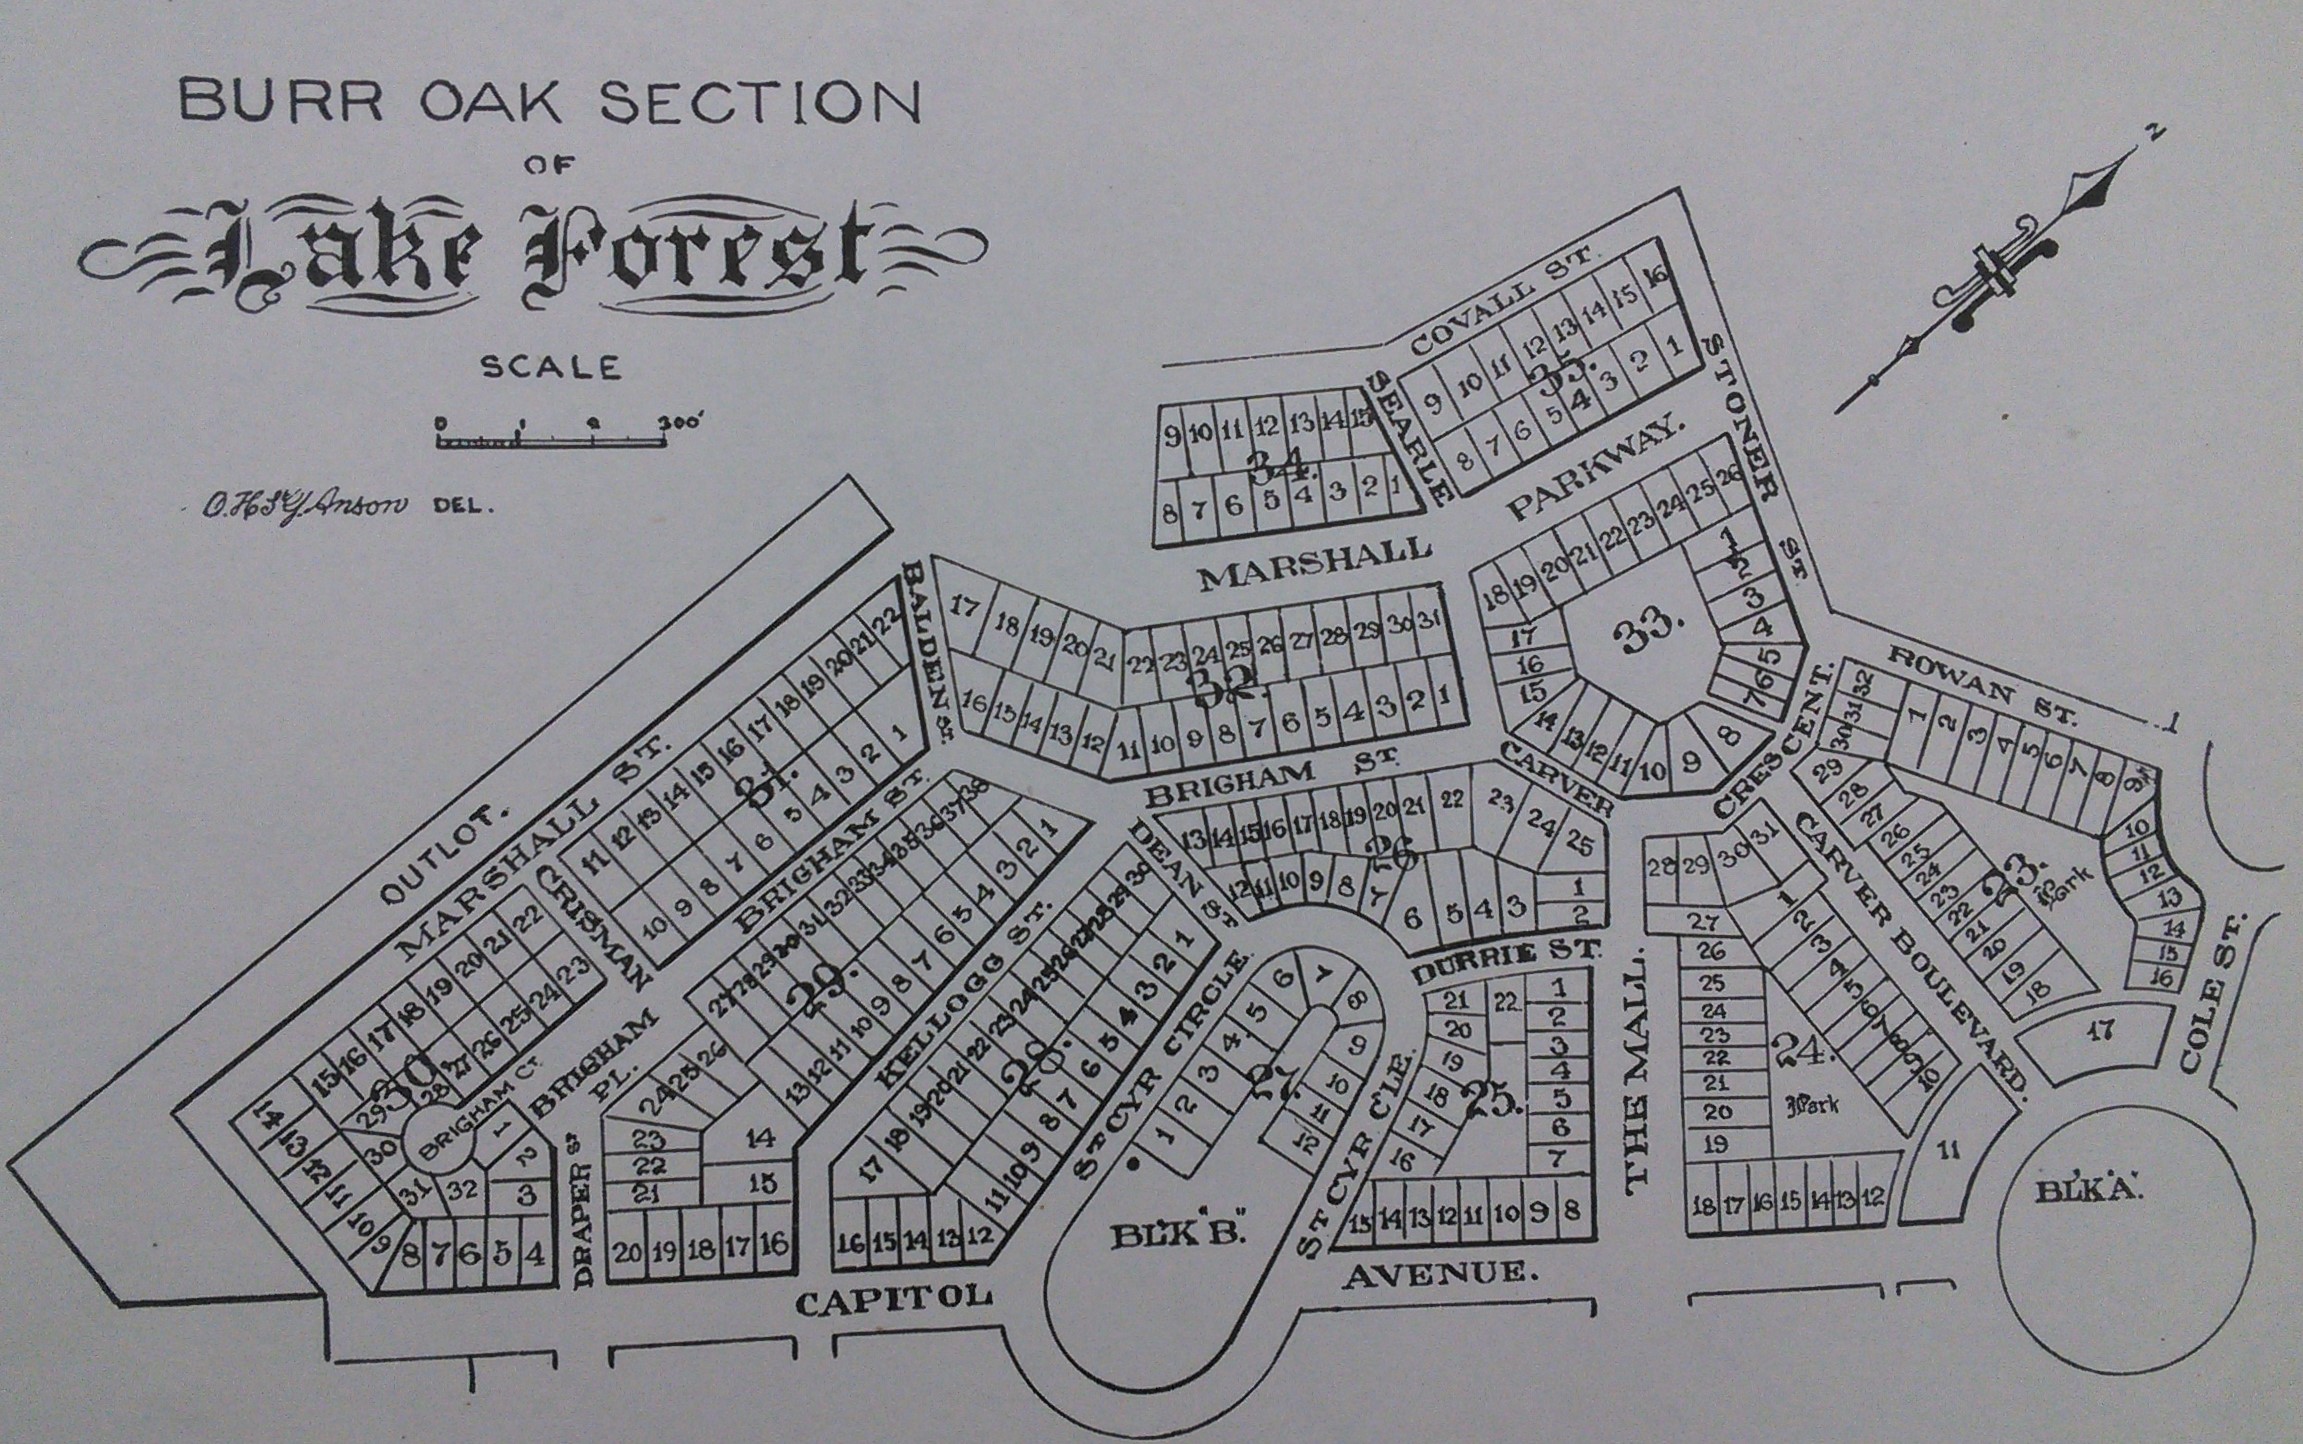 BURR OAK SECTION
OF
Lake Forest
SCALE
0 1 2 300'
DEL.
N
COVALL ST.
9 10 11 12 13 14 15 16
35.
8 7 6 5 4 3 2 1
SEARLE
STONER ST
9 10 11 12 13 14 15
34.
8 7 6 5 4 3 2 1
MARSHALL PARKWAY.
18 19 20 21 22 23 24 25 26
33.
1 2 3 4 5 6 7
17 16 15
14 13 12 11 10 9 8
BALDEN ST.
17 18 19 20 21 22 23 24 25 26 27 28 29 30 31
32.
16 15 14 13 12 11 10 9 8 7 6 5 4 3 2 1
ROWAN ST.
CRESCENT.
32 31 30 29 28 27 26 25 24 23 22 21 20 19 18
1 2 3 4 5 6 7 8 9
10 11 12 13 14 15 16
23.
Park
17
COLE ST.
OUTLOT.
MARSHALL ST.
11 12 13 14 15 16 17 18 19 20 21 22
31.
10 9 8 7 6 5 4 3 2 1
BRIGHAM ST.
CRISMAN
BRIGHAM ST.
CARVER
DEAN ST.
13 14 15 16 17 18 19 20 21 22 23 24 25
26
12 11 10 9 8 7 6 5 4 3
1
2
DURRIE ST.
27 28 29 30 31 32 33 34 35 36 37 38
29.
13 12 11 10 9 8 7 6 5 4 3 2 1
24 25 26
23
22
21
14
15
20 19 18 17 16
KELLOGG ST.
17 18 19 20 21 22 23 24 25 26 27 28 29 30
28.
11 10 9 8 7 6 5 4 3 2 1
16 15 14 13 12
15 16 17 18 19 20 21 22
30.
14 13 12 11 10 9
29 28 27 26 25 24 23
30 31 32
1 2 3
8 7 6 5 4
BRIGHAM CT.
BRIGHAM PL.
DRAPER ST
ST CYR CIRCLE.
1 2 3 4 5 6 7 8 9 10 11 12
27.
BL'K "B".
ST CYR C'LE.
21 20 19 18 17 16
22
25.
1 2 3 4 5 6 7
15 14 13 12 11 10 9 8
THE MALL.
28 29 30 31
27 26 25 24 23 22 21 20 19
1 2 3 4 5 6 7 8 9 10
24.
Park
18 17 16 15 14 13 12
11
CARVER BOULEVARD.
BL'K "A".
CAPITOL AVENUE.